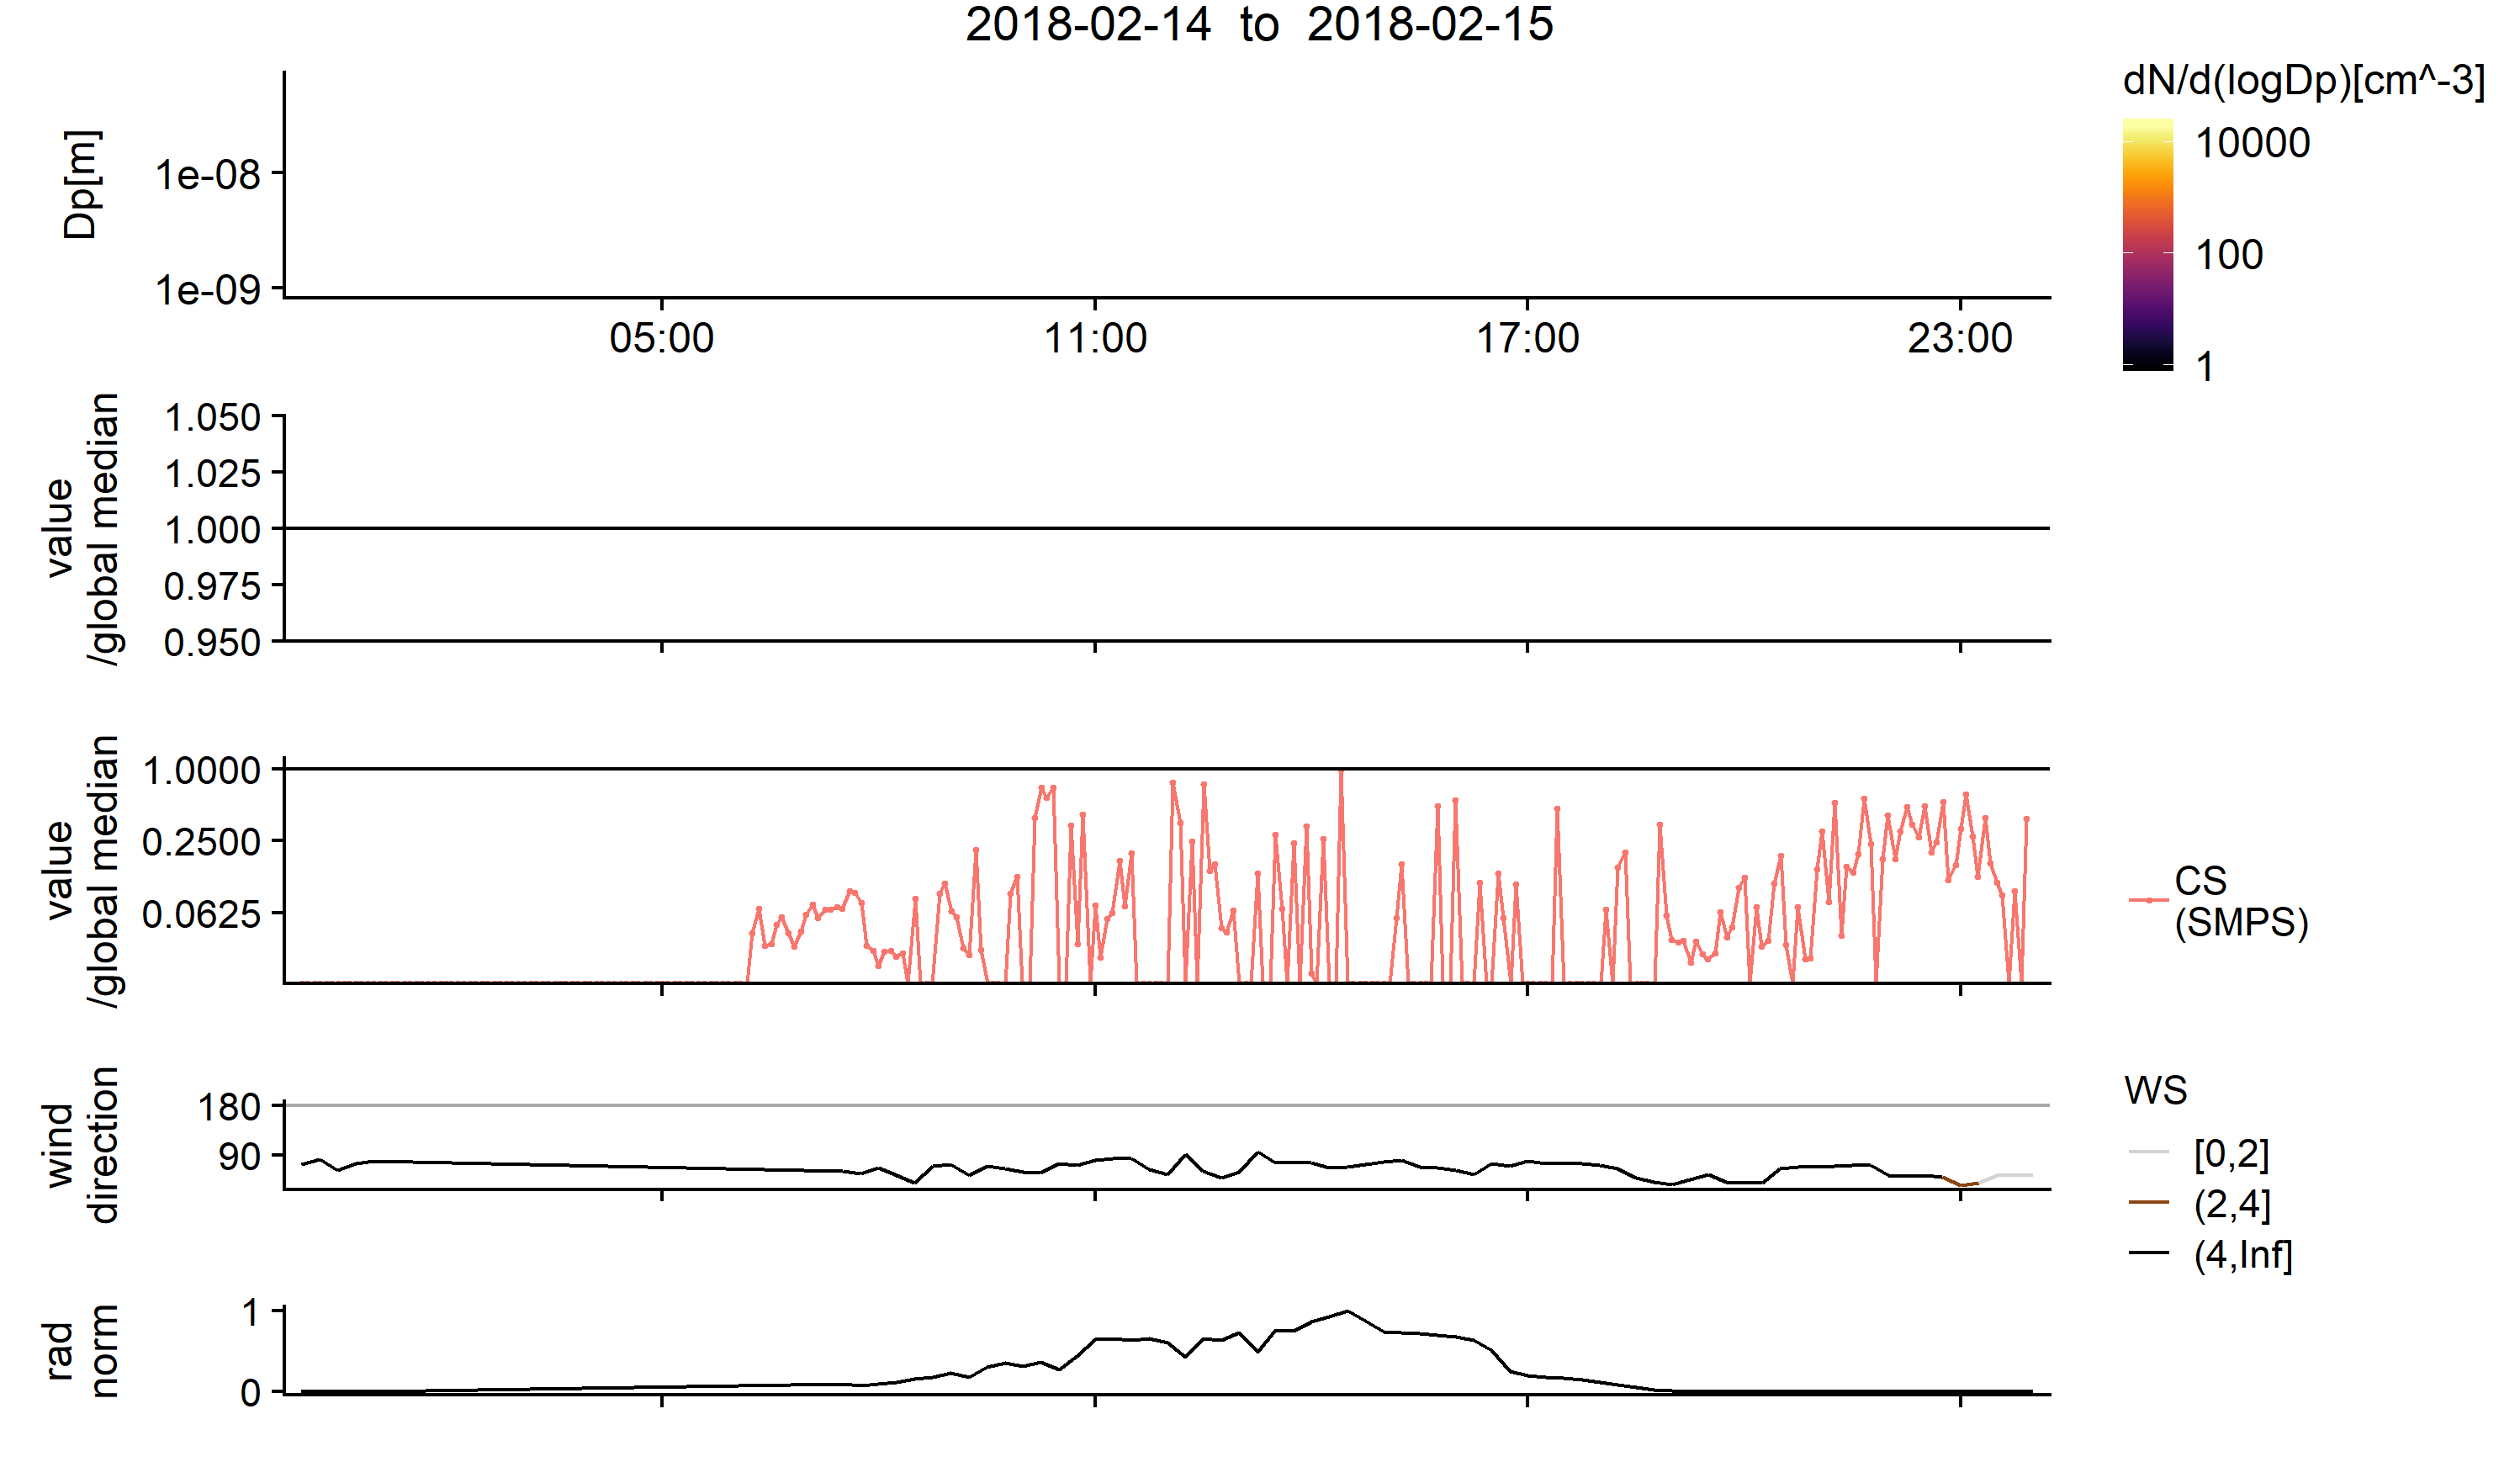 2018-02-14 to 2018-02-15
Dp[m]
1e-08
1e-09
05:00
11:00
17:00
23:00
dN/d(logDp)[cm^-3]
10000
100
1
value
/global median
1.050
1.025
1.000
0.975
0.950
value
/global median
1.0000
0.2500
0.0625
CS
(SMPS)
wind
direction
180
90
WS
[0,2]
(2,4]
(4,Inf]
rad
norm
1
0